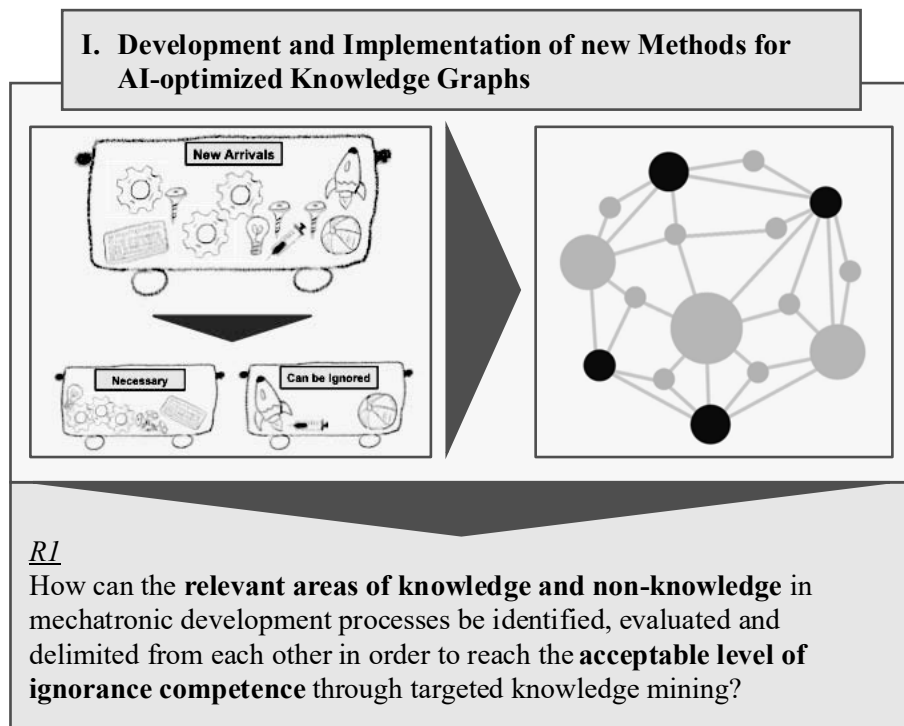 I. Development and Implementation of new Methods for
AI-optimized Knowledge Graphs
New Arrivals
Necessary
Can be Ignored
R1
How can the relevant areas of knowledge and non-knowledge in
mechatronic development processes be identified, evaluated and
delimited from each other in order to reach the acceptable level of
ignorance competence through targeted knowledge mining?